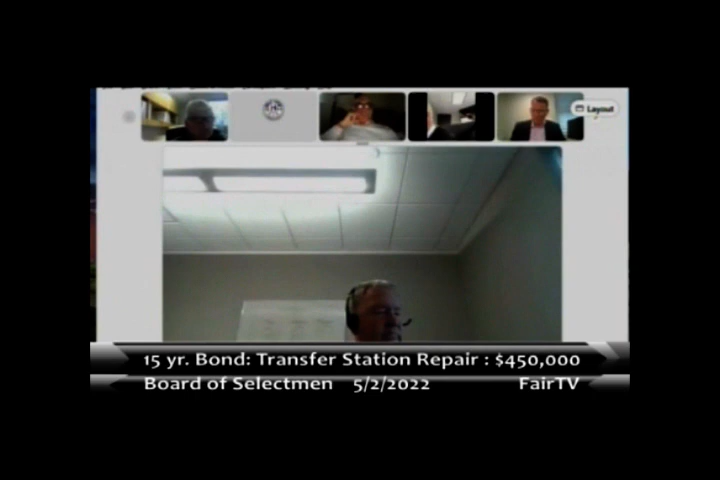 Layout
15 yr. Bond: Transfer Station Repair : $450,000
Board of Selectmen 5/2/2022 FairTV